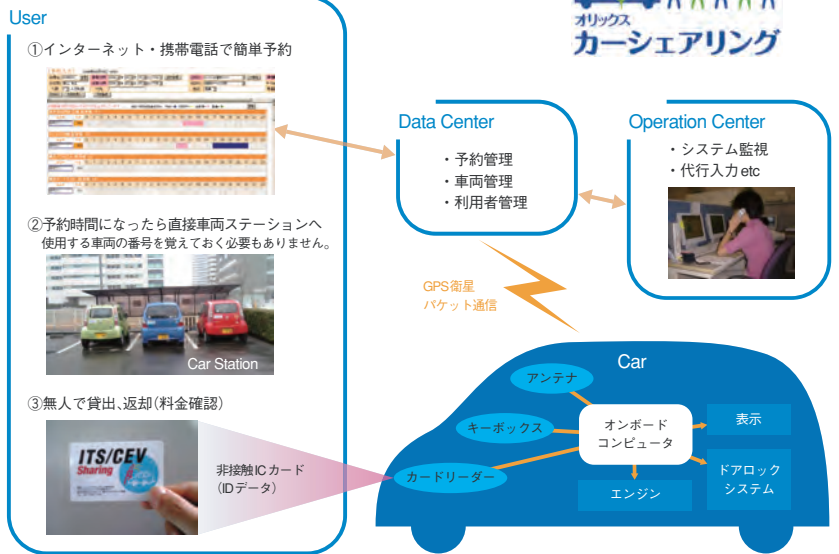 User
①インターネット・携帯電話で簡単予約
②予約時間になったら直接車両ステーションへ
使用する車両の番号を覚えておく必要もありません。
Car Station
③無人で貸出、返却(料金確認)
ITS/CEV
Sharing
非接触ICカード
(IDデータ)
オリックス
カーシェアリング
Data Center
・予約管理
・車両管理
・利用者管理
Operation Center
・システム監視
・代行入力etc
GPS衛星
パケット通信
Car
アンテナ
キーボックス
カードリーダー
オンボード
コンピュータ
表示
ドアロック
システム
エンジン